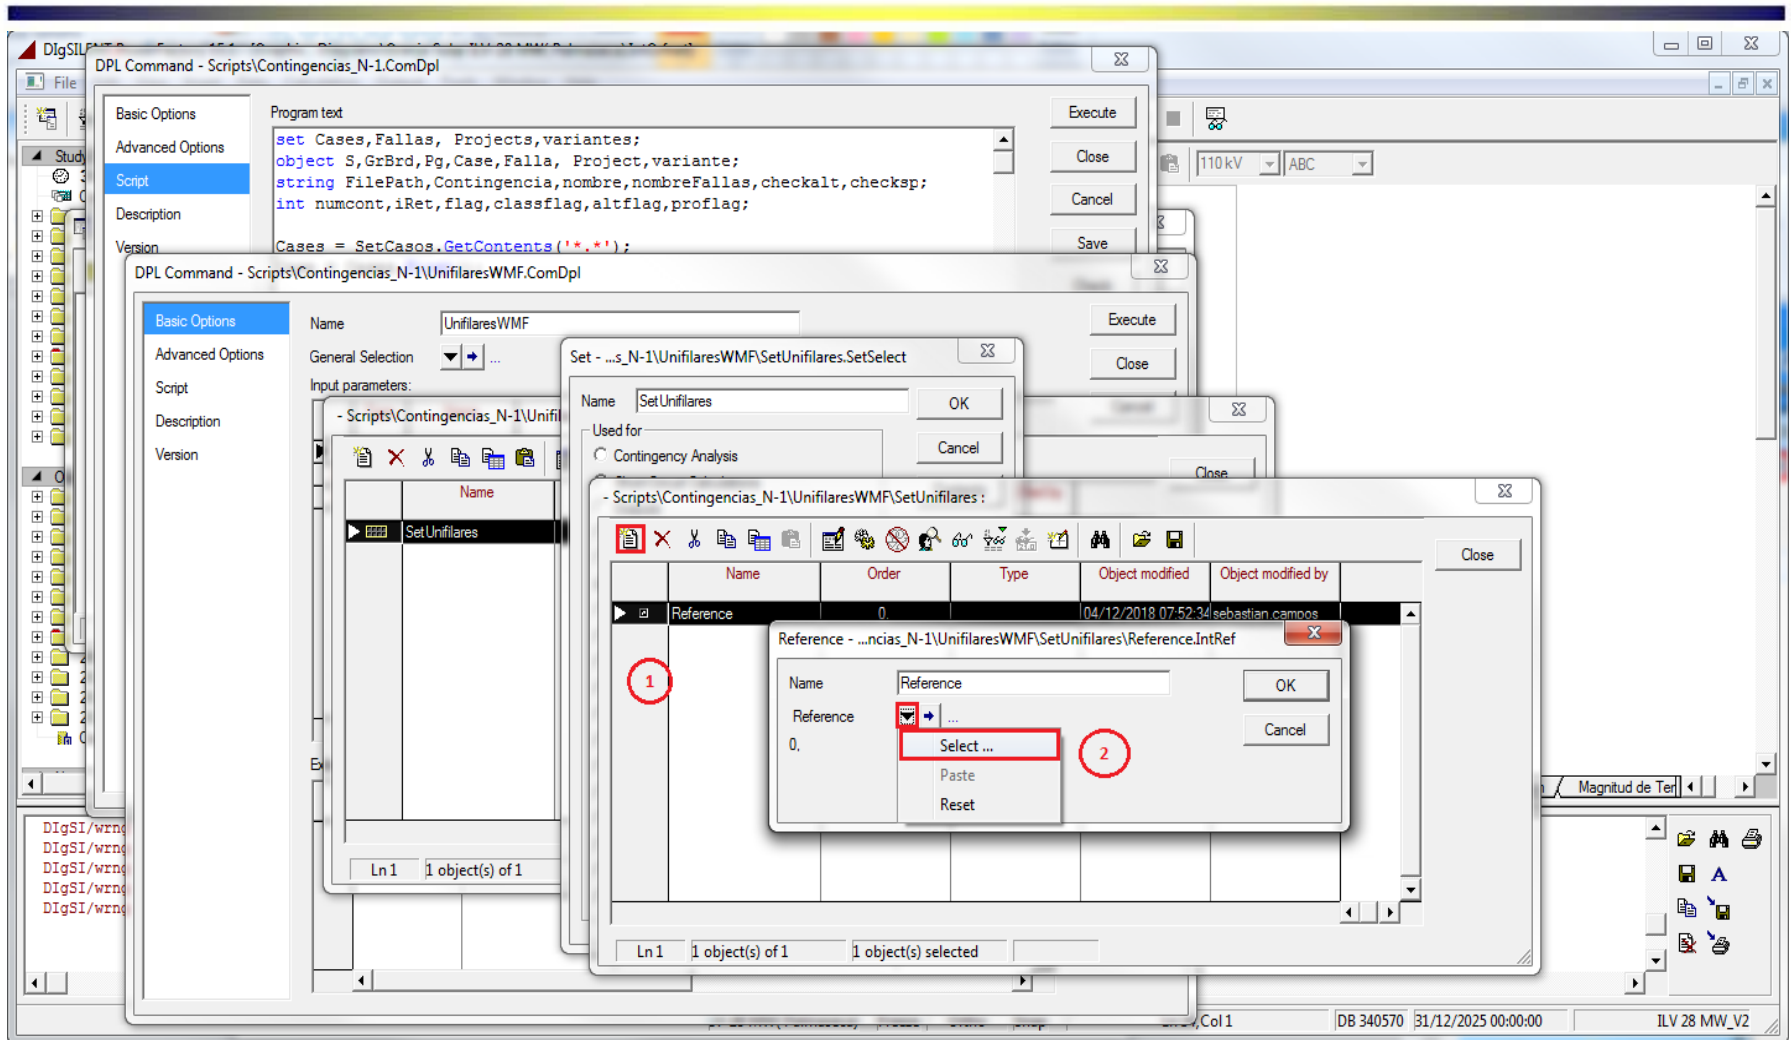 DPL Command - Scripts\Contingencias_N-1.ComDpl
File
Basic Options
Advanced Options
Script
Description
Version
Program text
set Cases,Fallas, Projects,variantes;
object S,GrBrd,Pg,Case,Falla, Project,variante;
string FilePath,Contingencia,nombre,nombreFallas,checkalt,checksp;
int numcont,iRet,flag,classflag,altflag,proflag;
Cases = SetCasos.GetContents('*.*');
Execute
Close
Cancel
Save
110 kV
ABC
DPL Command - Scripts\Contingencias_N-1\UnifilaresWMF.ComDpl
Basic Options
Advanced Options
Script
Description
Version
Name
UnifilaresWMF
General Selection
...
Input parameters:
Execute
Close
- Scripts\Contingencias_N-1\Unifil
Name
SetUnifilares
Ln 1
1 object(s) of 1
Close
Set - ...s_N-1\UnifilaresWMF\SetUnifilares.SetSelect
Name
SetUnifilares
OK
Used for
Cancel
Contingency Analysis
- Scripts\Contingencias_N-1\UnifilaresWMF\SetUnifilares :
Close
Name
Order
Type
Object modified
Object modified by
Reference
0.
04/12/2018 07:52:34
sebastian.campos
1
Reference - ...ncias_N-1\UnifilaresWMF\SetUnifilares\Reference.IntRef
Name
Reference
OK
Reference
...
0,
Cancel
Select ...
2
Paste
Reset
Ln 1
1 object(s) of 1
1 object(s) selected
Magnitud de Ter
DIgSI/wrng
DIgSI/wrng
DIgSI/wrng
DIgSI/wrng
DIgSI/wrng
DB 340570
31/12/2025 00:00:00
ILV 28 MW_V2